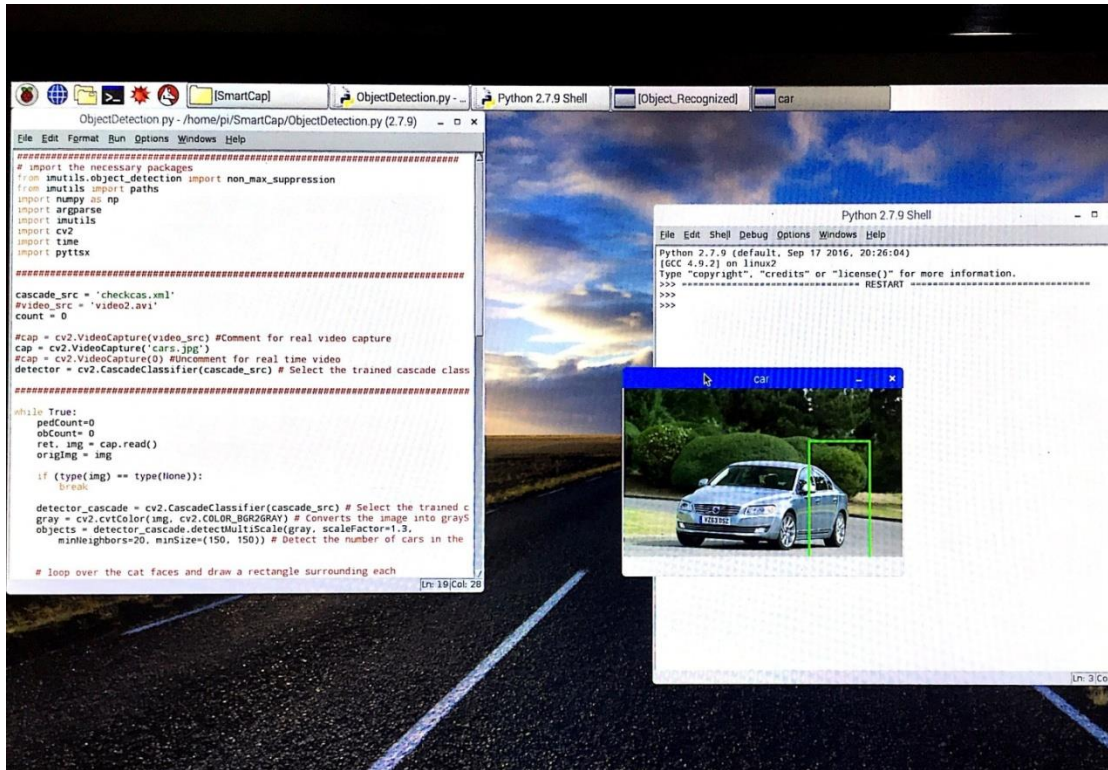 [SmartCap]
ObjectDetection.py - ...
Python 2.7.9 Shell
[Object_Recognized]
car
ObjectDetection.py - /home/pi/SmartCap/ObjectDetection.py (2.7.9)
File Edit Format Run Options Windows Help
# import the necessary packages
from imutils.object_detection import non_max_suppression
from imutils import paths
import numpy as np
import argparse
import imutils
import cv2
import time
import pyttsx
cascade_src = 'checkcas.xml'
#video_src = 'video2.avi'
count = 0
#cap = cv2.VideoCapture(video_src) #Comment for real video capture
cap = cv2.VideoCapture('cars.jpg')
#cap = cv2.VideoCapture(0) #Uncomment for real time video
detector = cv2.CascadeClassifier(cascade_src) # Select the trained cascade class
while True:
pedCount=0
obCount= 0
ret, img = cap.read()
origImg = img
if (type(img) == type(None)):
break
detector_cascade = cv2.CascadeClassifier(cascade_src) # Select the trained c
gray = cv2.cvtColor(img, cv2.COLOR_BGR2GRAY) # Converts the image into grayS
objects = detector_cascade.detectMultiScale(gray, scaleFactor=1.3,
minNeighbors=20, minSize=(150, 150)) # Detect the number of cars in the
# loop over the cat faces and draw a rectangle surrounding each
Ln: 19 Col: 28
Python 2.7.9 Shell
File Edit Shell Debug Options Windows Help
Python 2.7.9 (default, Sep 17 2016, 20:26:04)
[GCC 4.9.2] on linux2
Type "copyright", "credits" or "license()" for more information.
>>> ================================ RESTART ================================
>>>
>>>
car
Ln: 3 Co